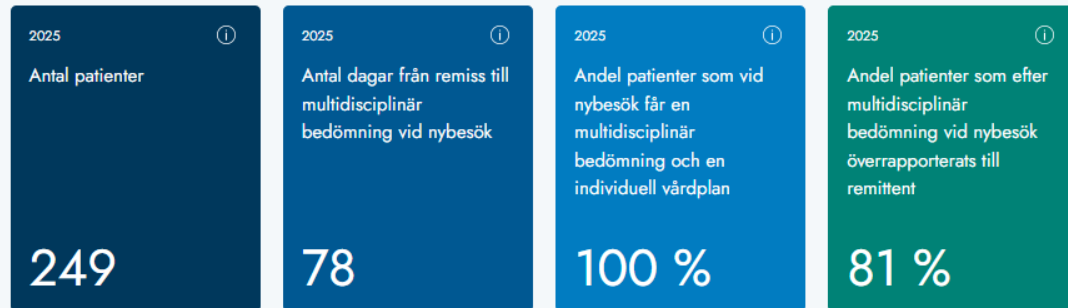 2025
Antal patienter
249
2025
Antal dagar från remiss till
multidisciplinär
bedömning vid nybesök
78
2025
Andel patienter som vid
nybesök får en
multidisciplinär
bedömning och en
individuell vårdplan
100 %
2025
Andel patienter som efter
multidisciplinär
bedömning vid nybesök
överrapporterats till
remittent
81 %